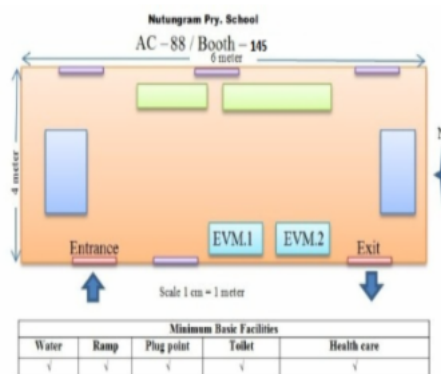 Nutungram Pry. School
AC – 88 / Booth – 145
6 meter
4 meter
N
EVM.1 EVM.2
Entrance Exit
Scale 1 cm = 1 meter
Minimum Basic Facilities
Water Ramp Plug point Toilet Health care
√ √ √ √ √